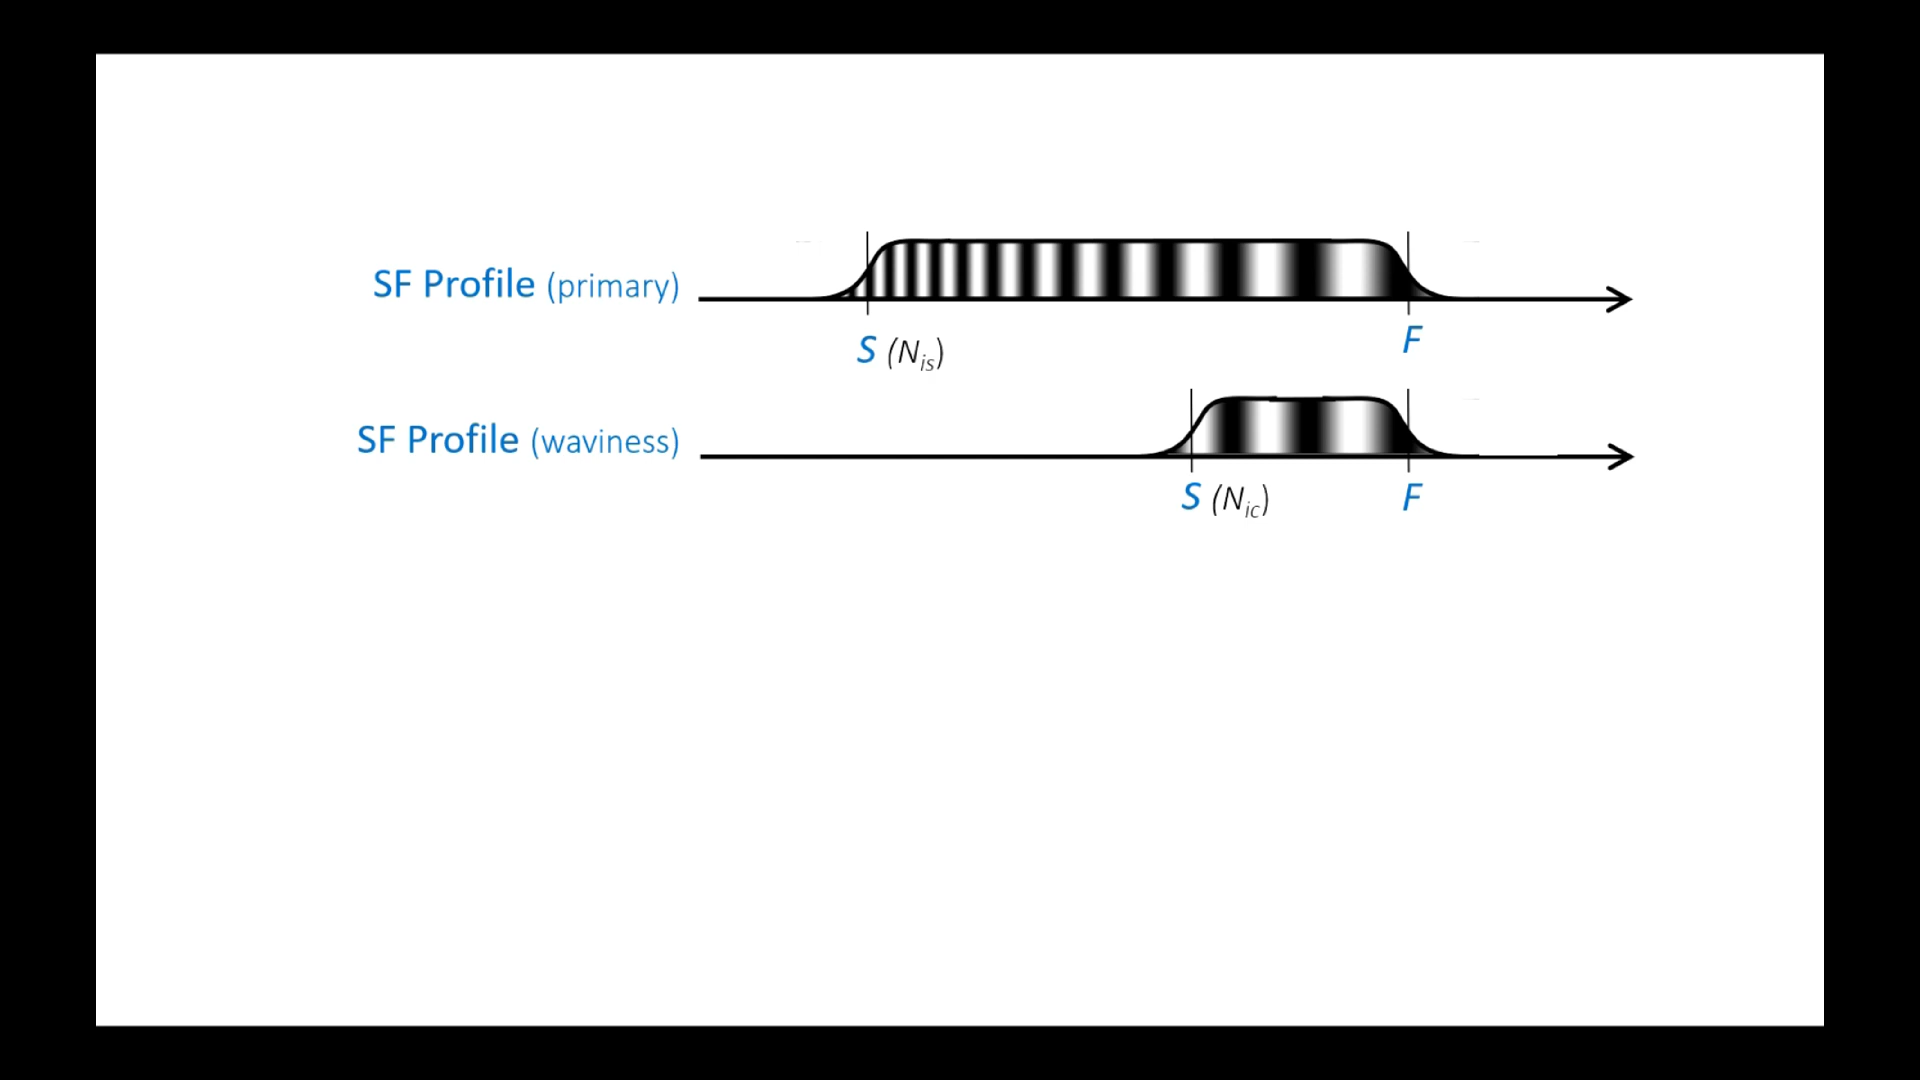 SF Profile (primary)
S (Nis)
F
SF Profile (waviness)
S (Nic)
F